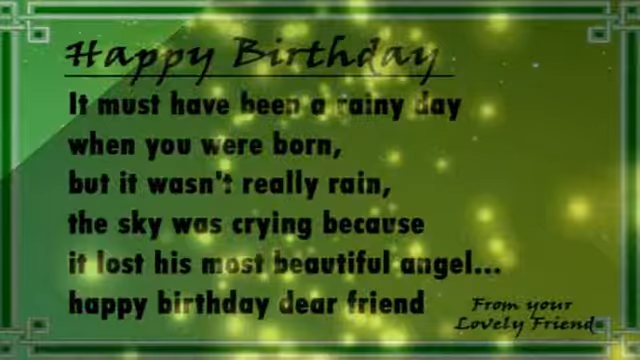 Happy Birthday
It must have been a rainy day
when you were born,
but it wasn't really rain,
the sky was crying because
it lost his most beautiful angel...
happy birthday dear friend
From your
Lovely Friend